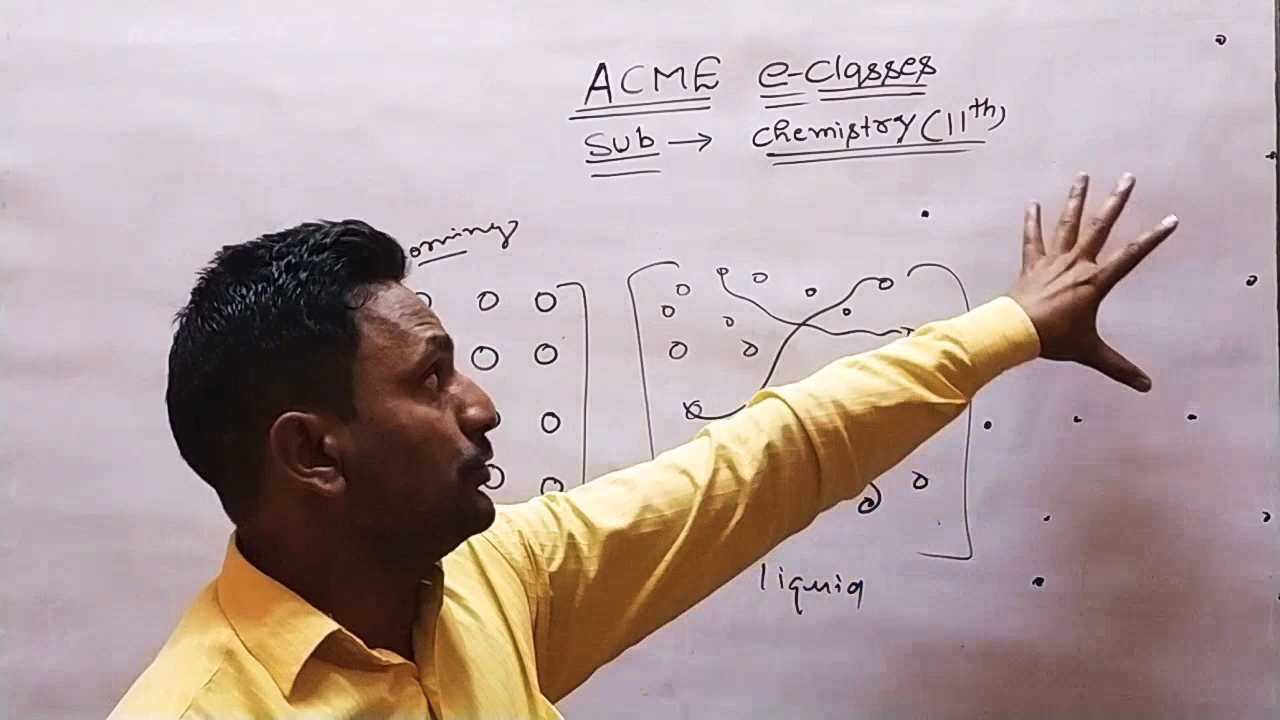 ACME e-classes
Sub → chemistry (11th)
liquid